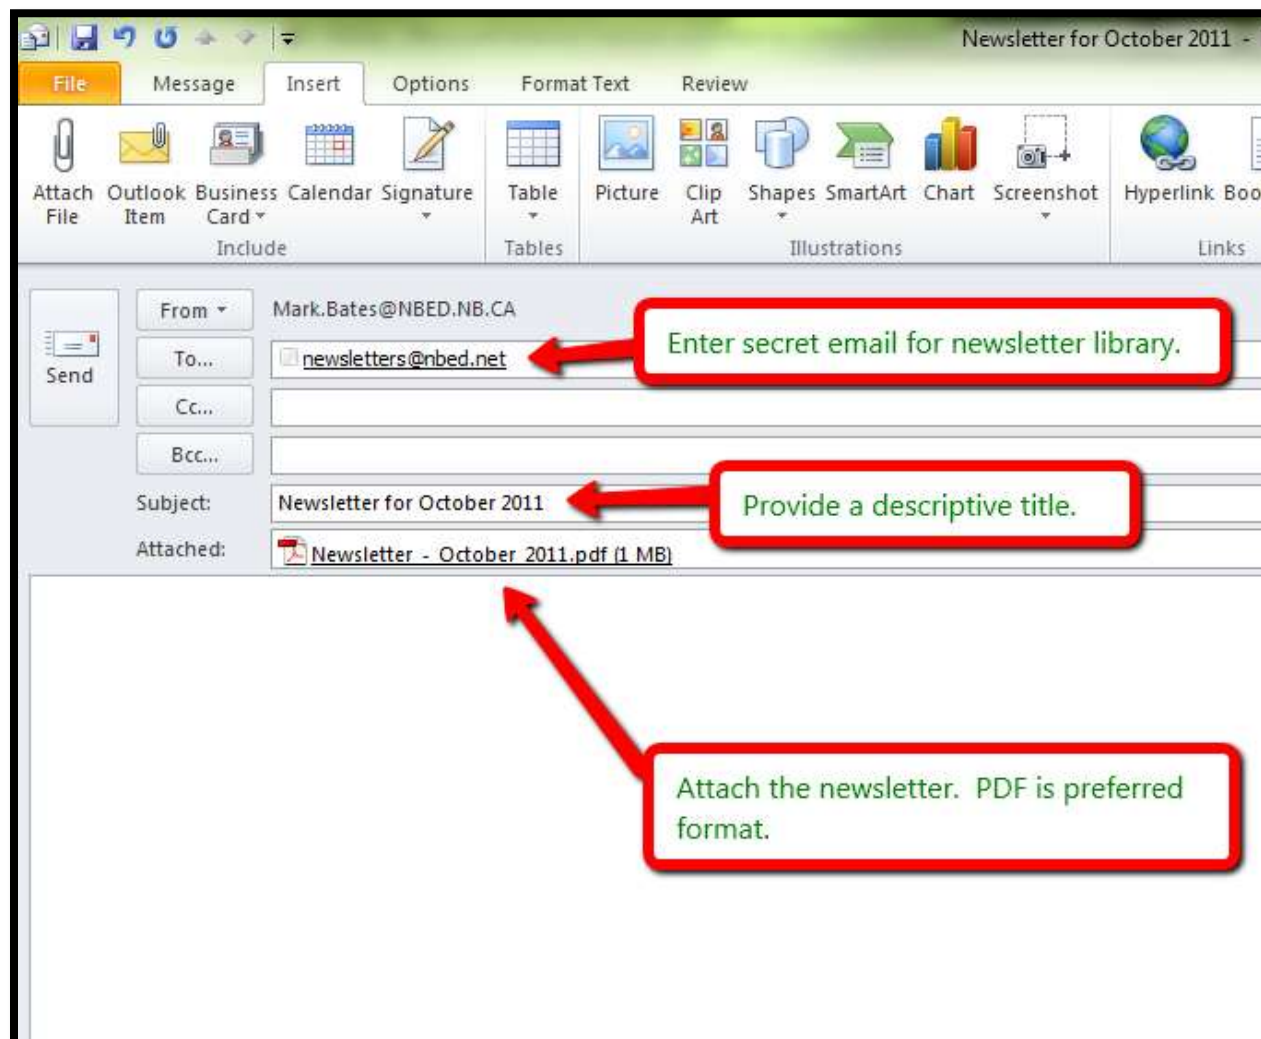 Newsletter for October 2011 -
File Message Insert Options Format Text Review
Attach File Outlook Item Business Card Calendar Signature Table Picture Clip Art Shapes SmartArt Chart Screenshot Hyperlink Boo
Include Tables Illustrations Links
From Mark.Bates@NBED.NB.CA
Enter secret email for newsletter library.
Send
To... newsletters@nbed.net
Cc...
Bcc...
Provide a descriptive title.
Subject: Newsletter for October 2011
Attached: Newsletter - October 2011.pdf (1 MB)
Attach the newsletter. PDF is preferred
format.